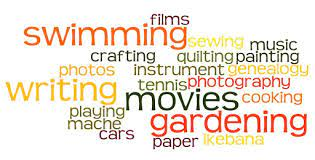 films
swimming
sewing music
crafting quilting painting
photos instrument genealogy
tennis photography
writing movies cooking
playing gardening
mache
cars paper Ikebana